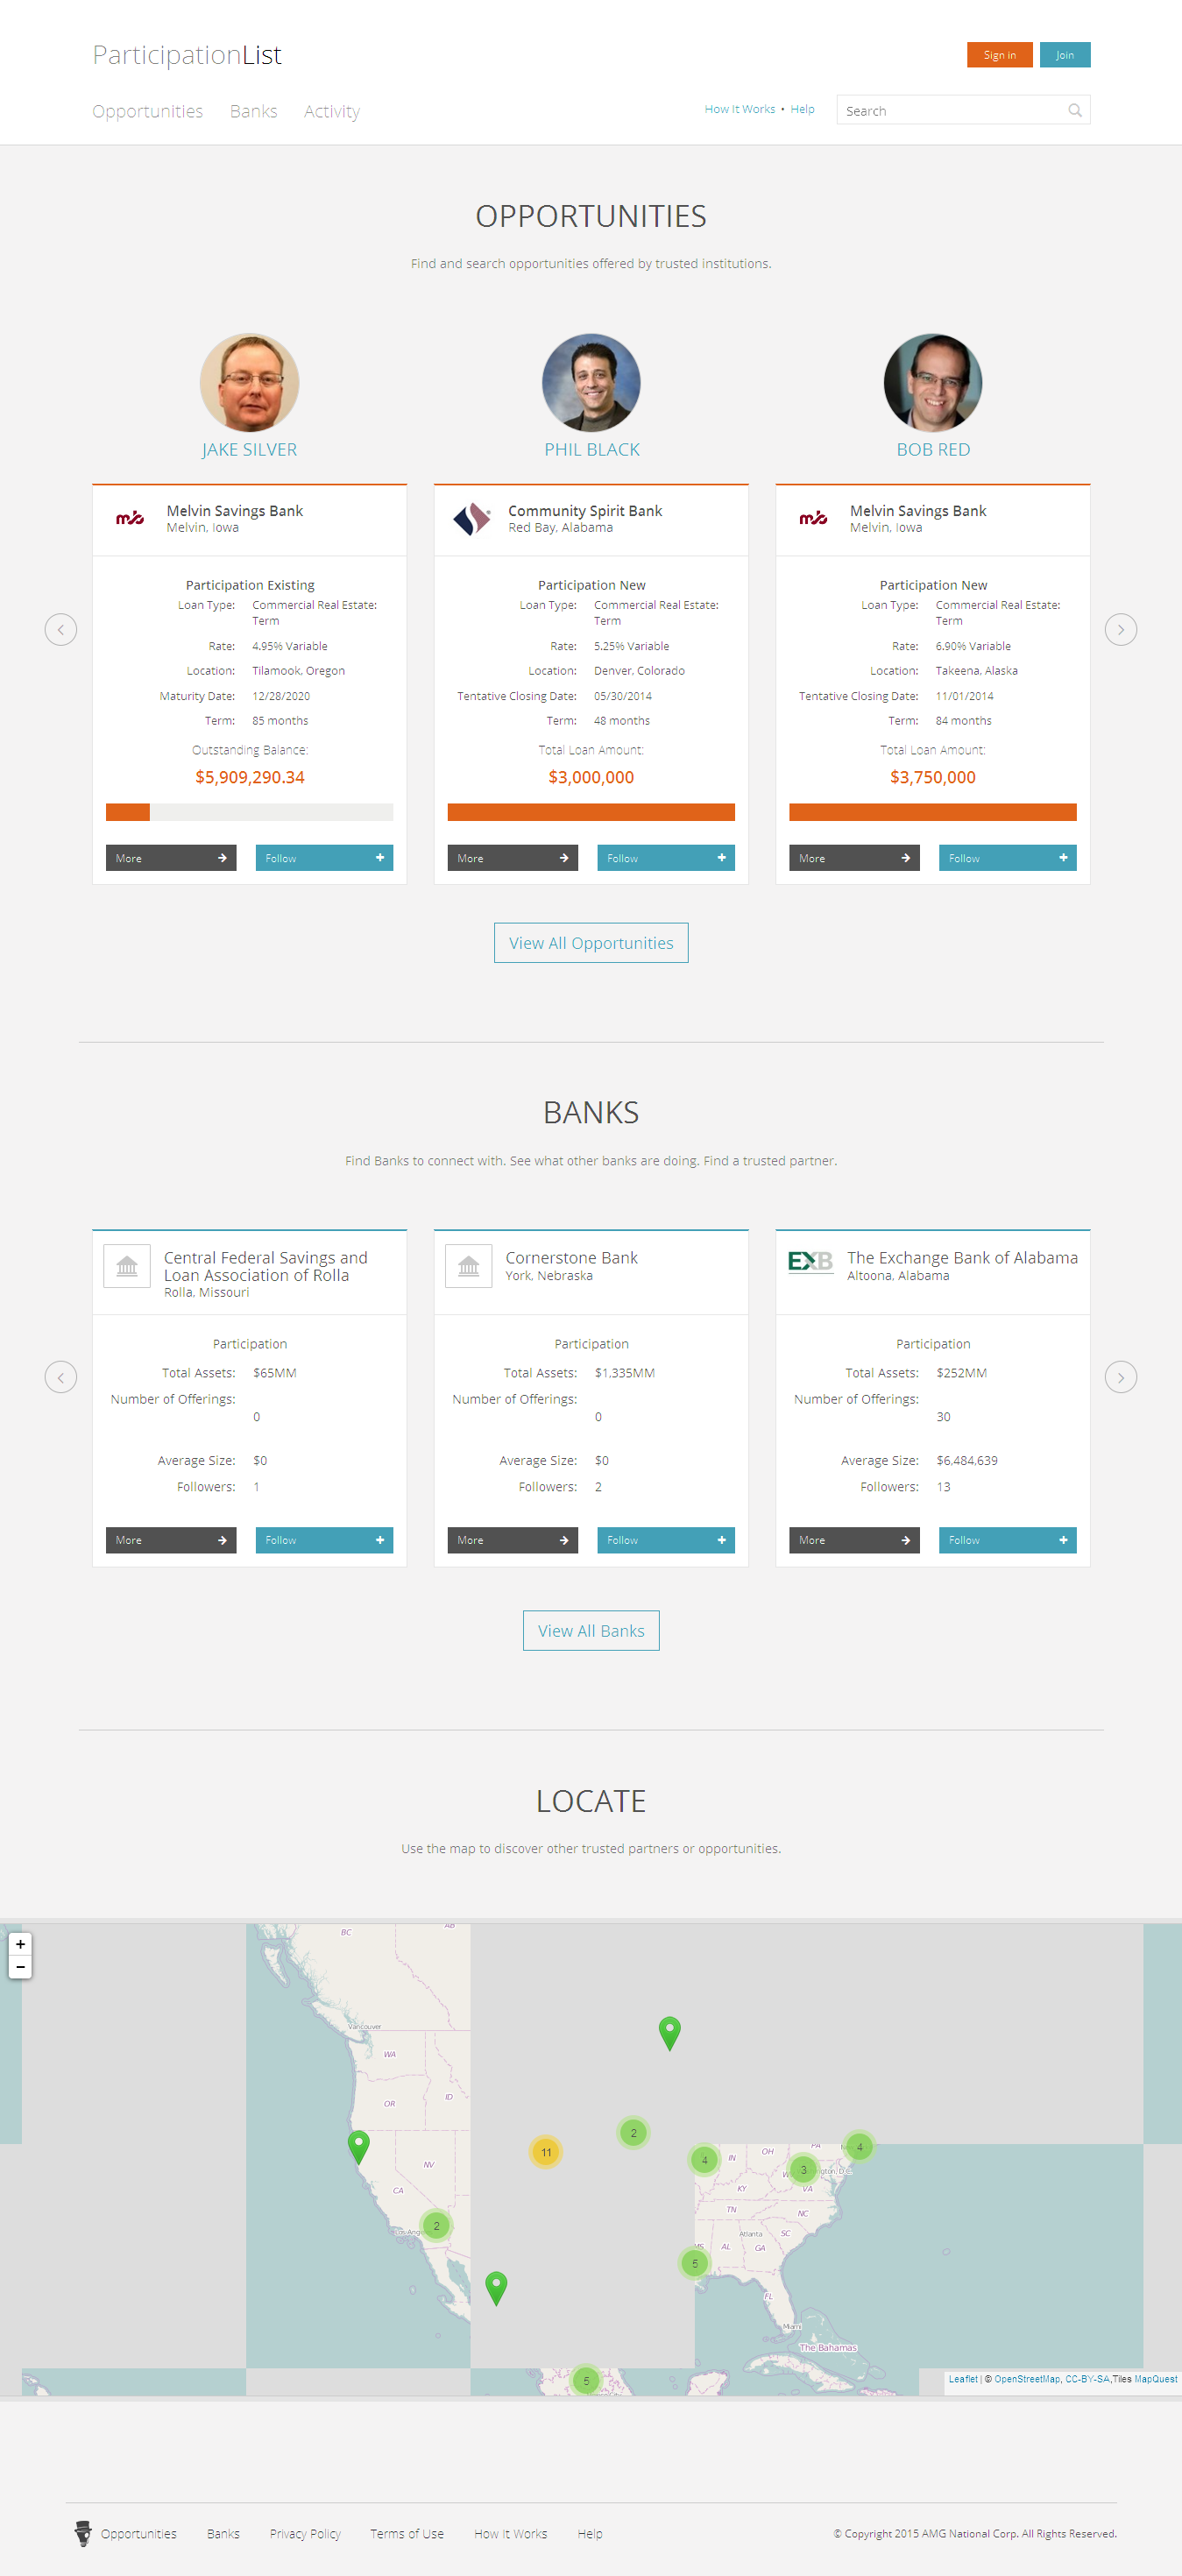 ParticipationList
Sign in
Join
Opportunities
Banks
Activity
How It Works • Help
Search
OPPORTUNITIES
Find and search opportunities offered by trusted institutions.
JAKE SILVER
PHIL BLACK
BOB RED
Melvin Savings Bank
Melvin, Iowa
Participation Existing
Loan Type: Commercial Real Estate:
Term
Rate: 4.95% Variable
Location: Tilamook, Oregon
Maturity Date: 12/28/2020
Term: 85 months
Outstanding Balance:
$5,909,290.34
More
Follow
Community Spirit Bank
Red Bay, Alabama
Participation New
Loan Type: Commercial Real Estate:
Term
Rate: 5.25% Variable
Location: Denver, Colorado
Tentative Closing Date: 05/30/2014
Term: 48 months
Total Loan Amount:
$3,000,000
More
Follow
Melvin Savings Bank
Melvin, Iowa
Participation New
Loan Type: Commercial Real Estate:
Term
Rate: 6.90% Variable
Location: Takeena, Alaska
Tentative Closing Date: 11/01/2014
Term: 84 months
Total Loan Amount:
$3,750,000
More
Follow
View All Opportunities
BANKS
Find Banks to connect with. See what other banks are doing. Find a trusted partner.
Central Federal Savings and
Loan Association of Rolla
Rolla, Missouri
Participation
Total Assets: $65MM
Number of Offerings:
0
Average Size: $0
Followers: 1
More
Follow
Cornerstone Bank
York, Nebraska
Participation
Total Assets: $1,335MM
Number of Offerings:
0
Average Size: $0
Followers: 2
More
Follow
EXB
The Exchange Bank of Alabama
Altoona, Alabama
Participation
Total Assets: $252MM
Number of Offerings:
30
Average Size: $6,484,639
Followers: 13
More
Follow
View All Banks
LOCATE
Use the map to discover other trusted partners or opportunities.
+
−
AB
BC
Vancouver
WA
OR
ID
NV
CA
11
2
4
IN
OH
PA
4
3
KY
VA
TN
NC
2
Atlanta
SC
AL
GA
5
FL
Miami
The Bahamas
5
Leaflet | © OpenStreetMap, CC-BY-SA,Tiles MapQuest
Opportunities
Banks
Privacy Policy
Terms of Use
How It Works
Help
© Copyright 2015 AMG National Corp. All Rights Reserved.